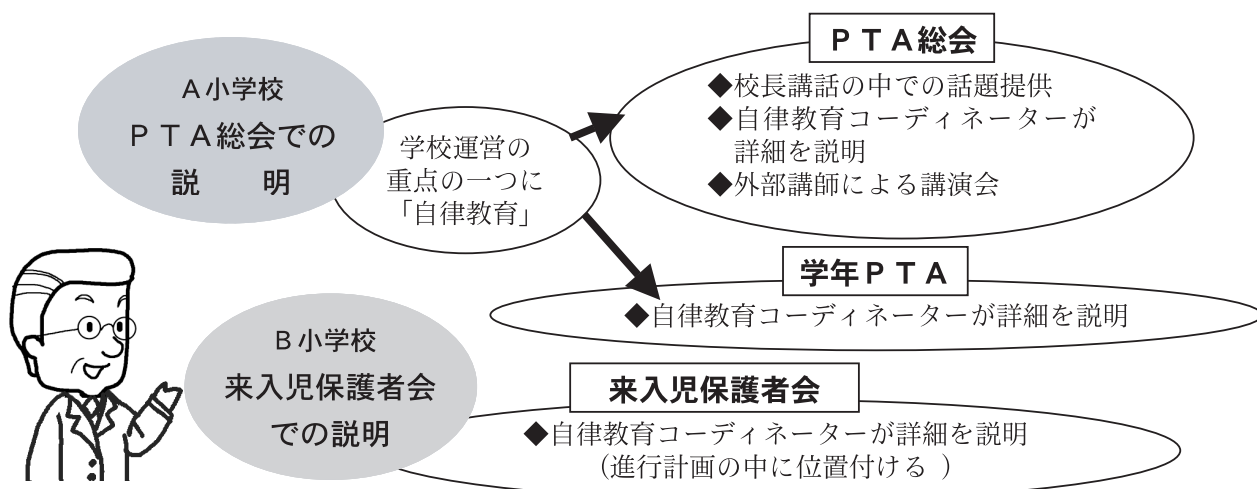 A小学校
PTA総会での
説　　明
学校運営の
重点の一つに
「自律教育」
PTA総会
◆校長講話の中での話題提供
◆自律教育コーディネーターが
詳細を説明
◆外部講師による講演会
学年PTA
◆自律教育コーディネーターが詳細を説明
B小学校
来入児保護者会
での説明
来入児保護者会
◆自律教育コーディネーターが詳細を説明
(進行計画の中に位置付ける )